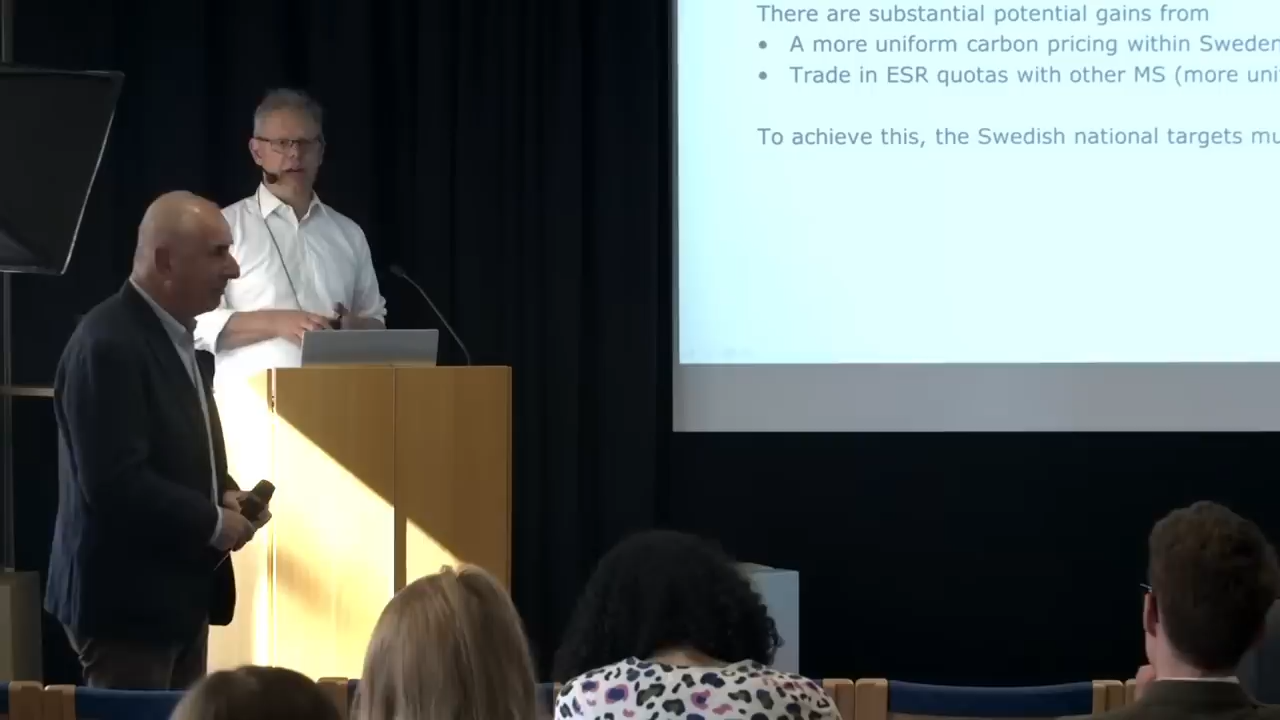 There are substantial potential gains from
• A more uniform carbon pricing within Sweden
• Trade in ESR quotas with other MS (more uni
To achieve this, the Swedish national targets mu